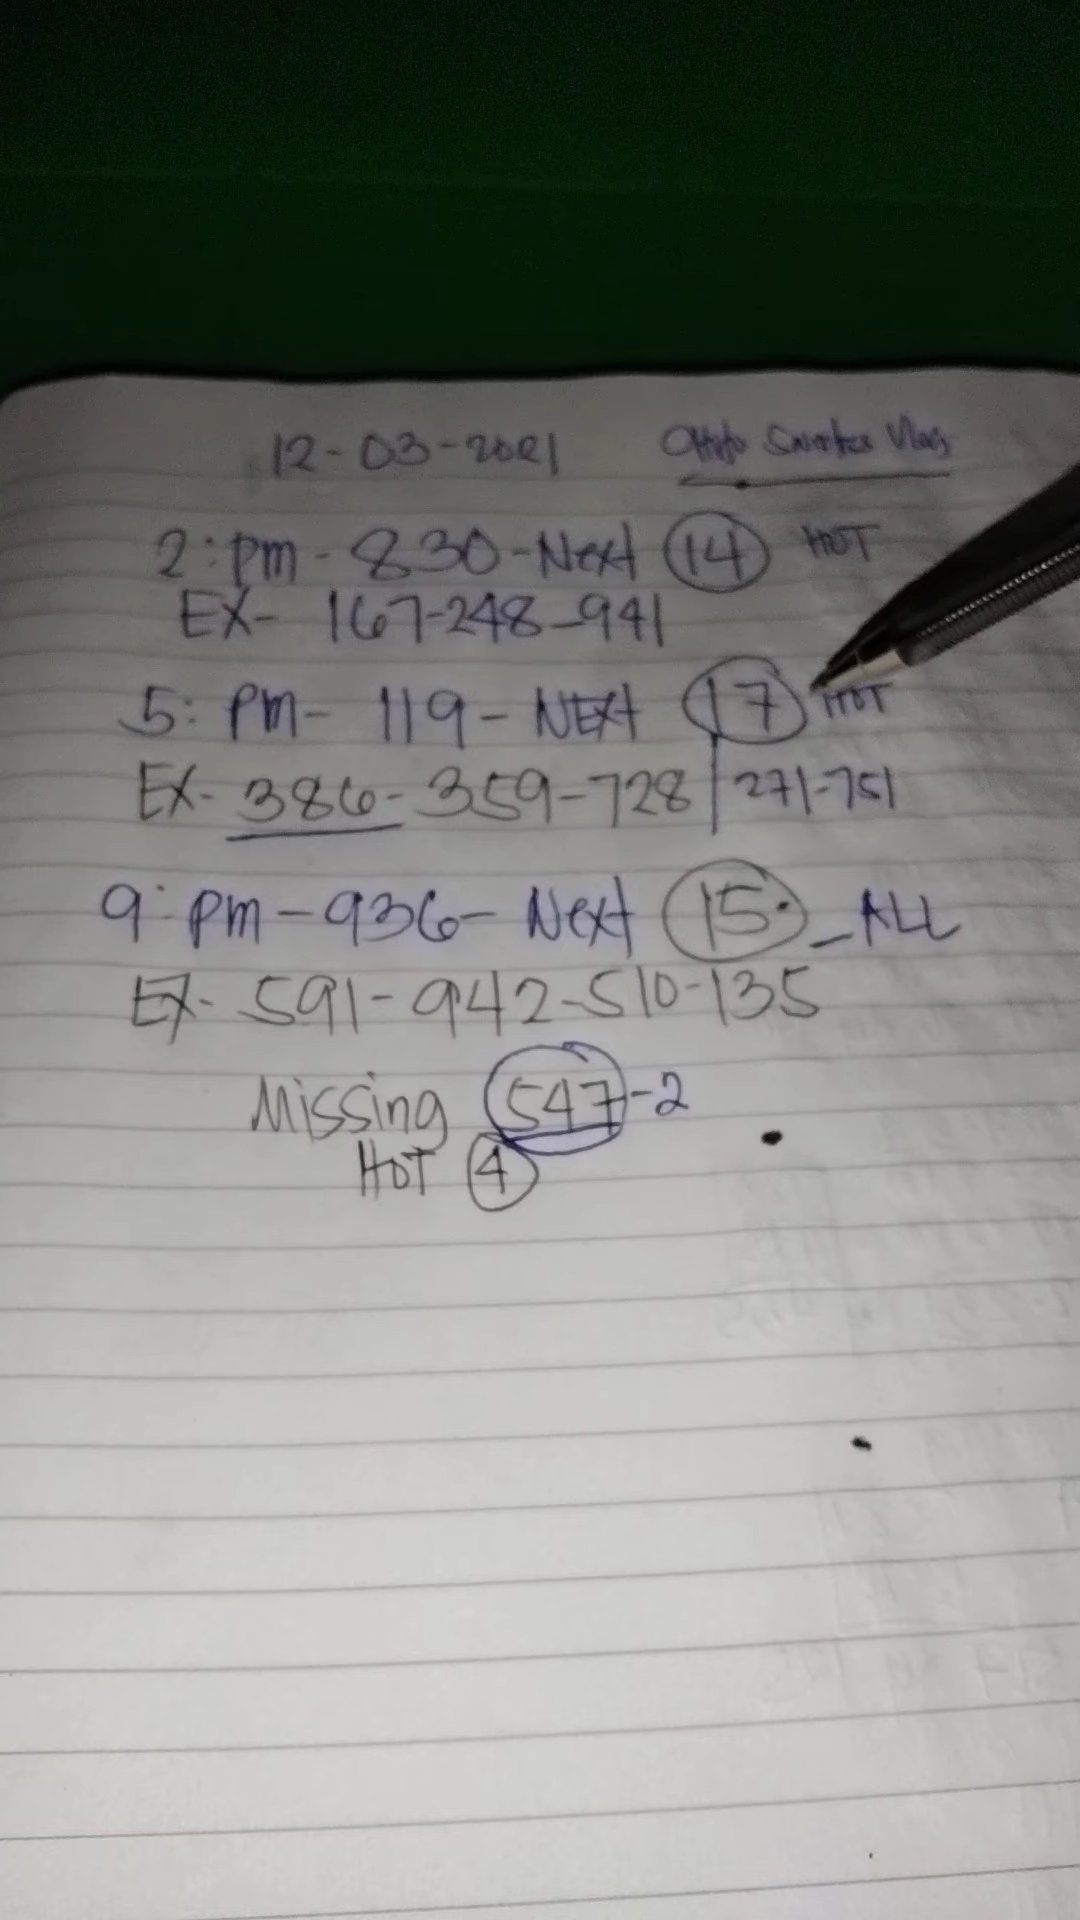 12-03-2021 Vlog
2:pm - 830-Next 14 HOT
EX- 167-248-941
5: pm- 119- NEXT 17 HOT
EX- 386- 359-728 271-751
9: pm-936- Next 15 - ALL
EX- 591-942-510-135
Missing 547-2
HOT 4